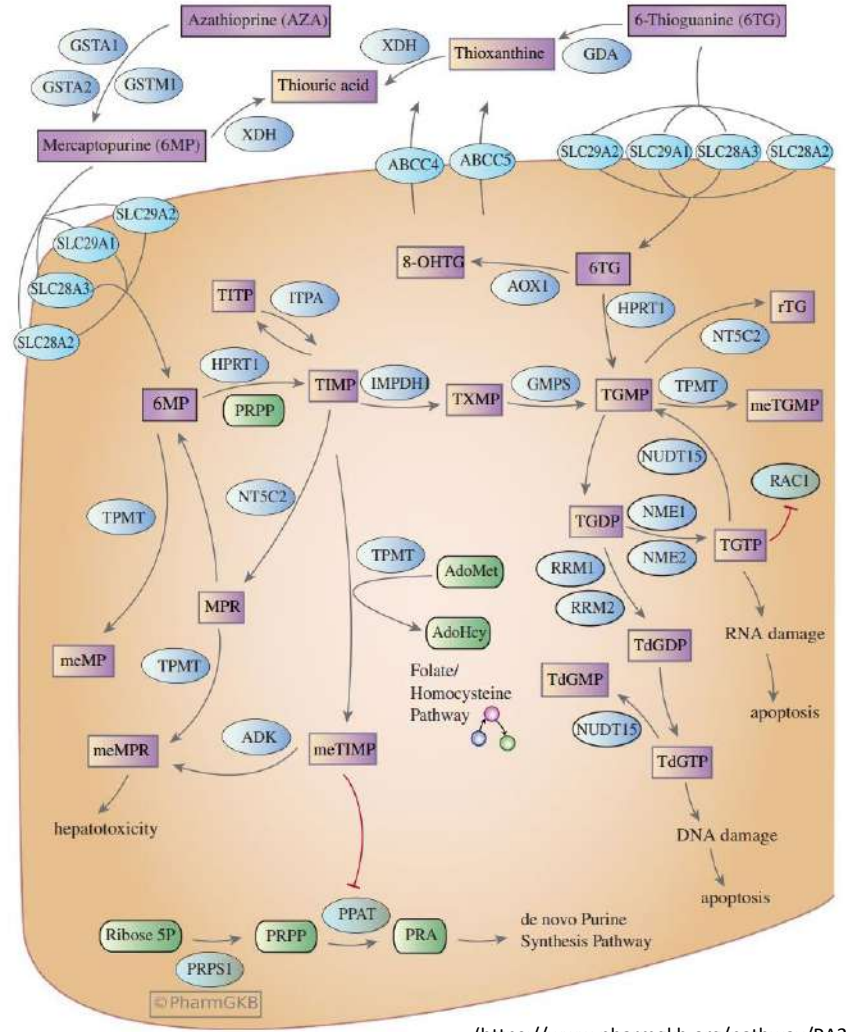 Azathioprine (AZA)
6-Thioguanine (6TG)
GSTA1
XDH
Thioxanthine
GDA
GSTA2
GSTM1
Thiouric acid
Mercaptopurine (6MP)
XDH
ABCC4
ABCC5
SLC29A2
SLC29A1
SLC28A3
SLC28A2
SLC29A2
SLC29A1
SLC28A3
SLC28A2
8-OHTG
6TG
AOX1
TITP
ITPA
HPRT1
rTG
NT5C2
HPRT1
6MP
PRPP
TIMP
IMPDH1
TXMP
GMPS
TGMP
TPMT
meTGMP
NUDT15
RAC1
TPMT
NT5C2
TGDP
NME1
NME2
TGTP
TPMT
AdoMet
RRM1
RRM2
MPR
AdoHcy
RNA damage
meMP
TPMT
Folate/
Homocysteine
Pathway
TdGDP
TdGMP
apoptosis
NUDT15
meMPR
ADK
meTIMP
TdGTP
hepatotoxicity
DNA damage
apoptosis
Ribose 5P
PRPS1
PRPP
PPAT
PRA
de novo Purine
Synthesis Pathway
©PharmGKB